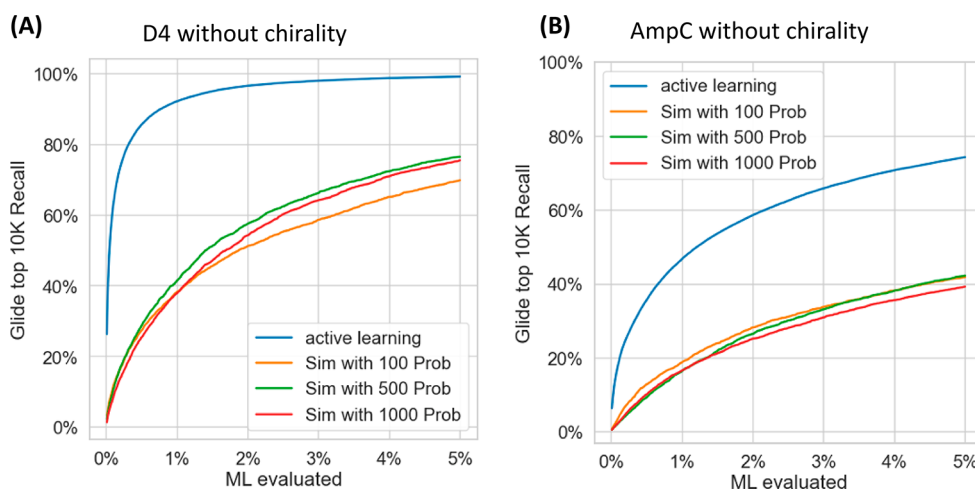 (A) D4 without chirality
100%
80%
60%
40%
20%
0%
Glide top 10K Recall
active learning
Sim with 100 Prob
Sim with 500 Prob
Sim with 1000 Prob
0% 1% 2% 3% 4% 5%
ML evaluated
(B) AmpC without chirality
100%
80%
60%
40%
20%
0%
Glide top 10K Recall
active learning
Sim with 100 Prob
Sim with 500 Prob
Sim with 1000 Prob
0% 1% 2% 3% 4% 5%
ML evaluated